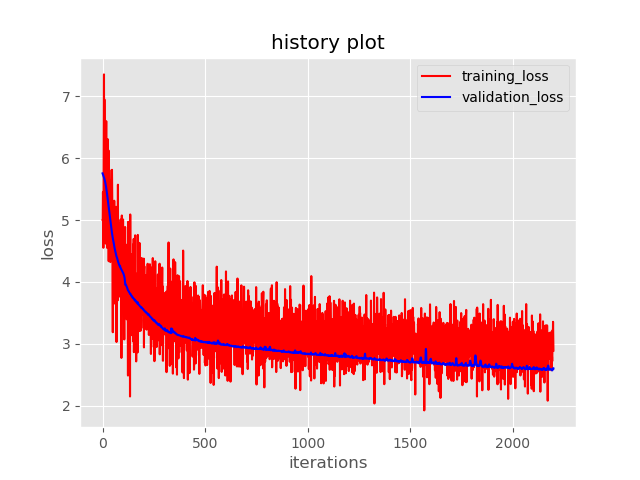 history plot
training_loss
validation_loss
7
6
5
4
3
2
loss
0 500 1000 1500 2000
iterations